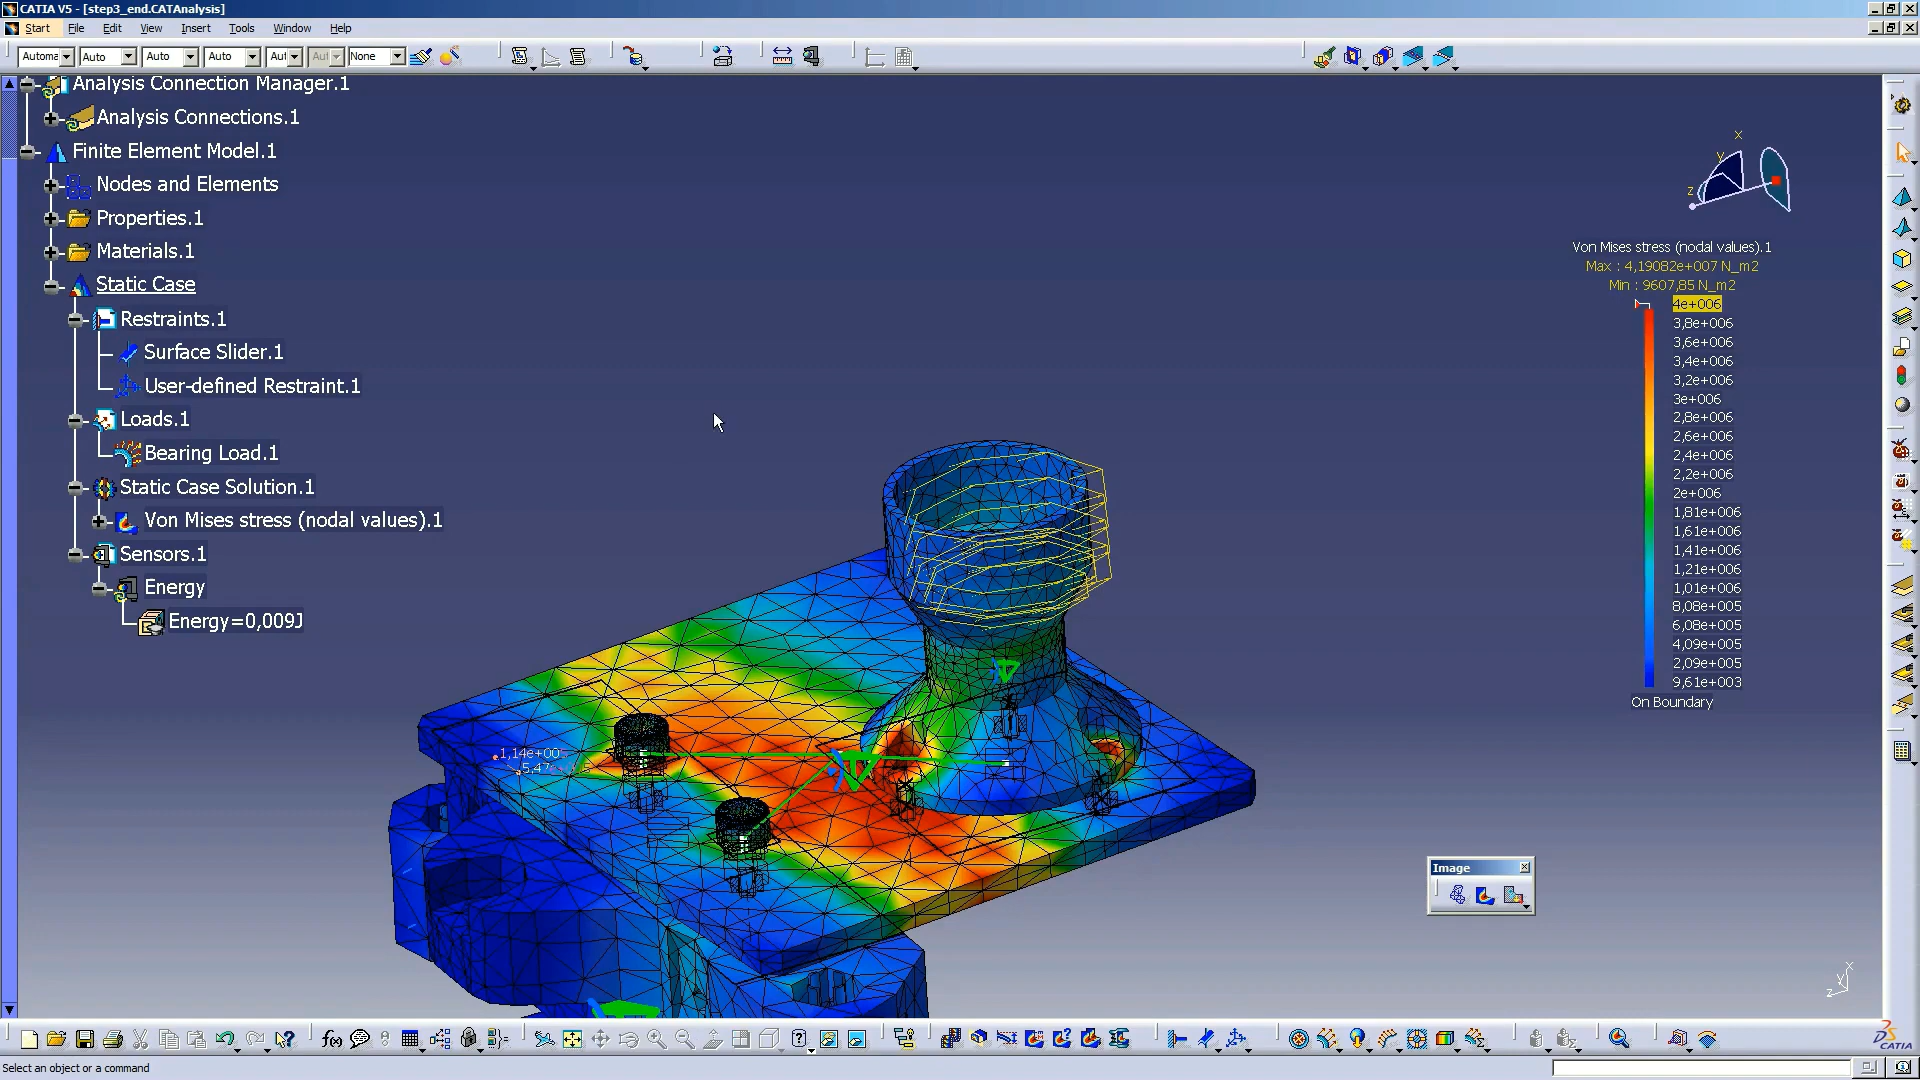 CATIA V5 - [step3_end.CATAnalysis]
Start File Edit View Insert Tools Window Help
Automa Auto Auto Auto Aut Aut None
Analysis Connection Manager.1
Analysis Connections.1
Finite Element Model.1
Nodes and Elements
Properties.1
Materials.1
Static Case
Restraints.1
Surface Slider.1
User-defined Restraint.1
Loads.1
Bearing Load.1
Static Case Solution.1
Von Mises stress (nodal values).1
Sensors.1
Energy
Energy=0,009J
x
y
z
Von Mises stress (nodal values).1
Max : 4,19082e+007 N_m2
Min : 9607,85 N_m2
4e+006
3,8e+006
3,6e+006
3,4e+006
3,2e+006
3e+006
2,8e+006
2,6e+006
2,4e+006
2,2e+006
2e+006
1,81e+006
1,61e+006
1,41e+006
1,21e+006
1,01e+006
8,08e+005
6,08e+005
4,09e+005
2,09e+005
9,61e+003
On Boundary
1,14e+005
Image
x
y
z
f(x)
CATIA
Select an object or a command